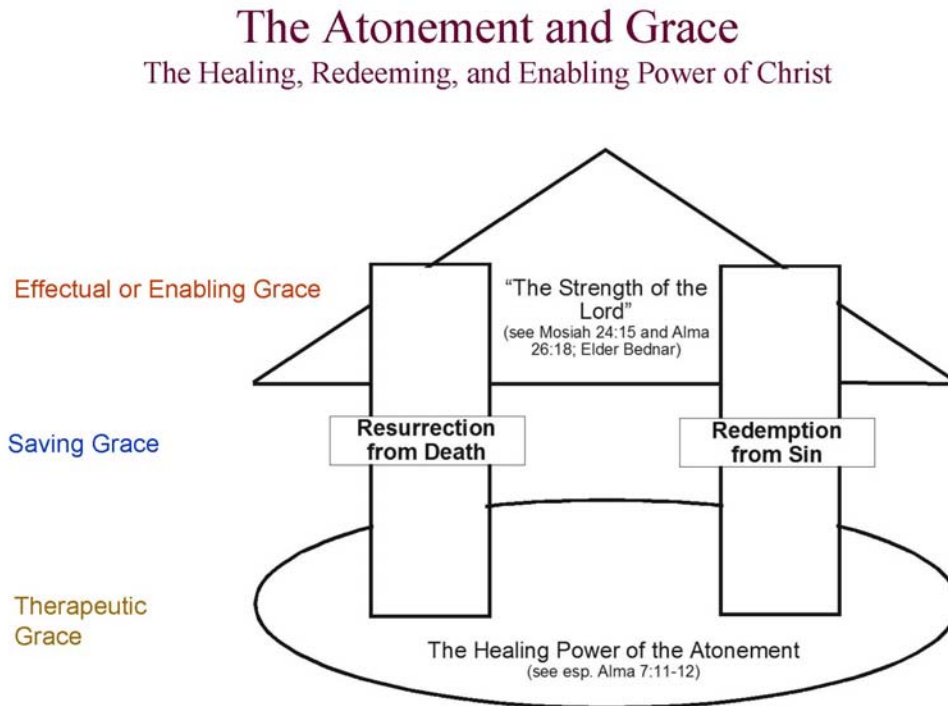 The Atonement and Grace
The Healing, Redeeming, and Enabling Power of Christ
Effectual or Enabling Grace
“The Strength of the
Lord”
(see Mosiah 24:15 and Alma
26:18; Elder Bednar)
Saving Grace
Resurrection
from Death
Redemption
from Sin
Therapeutic
Grace
The Healing Power of the Atonement
(see esp. Alma 7:11-12)